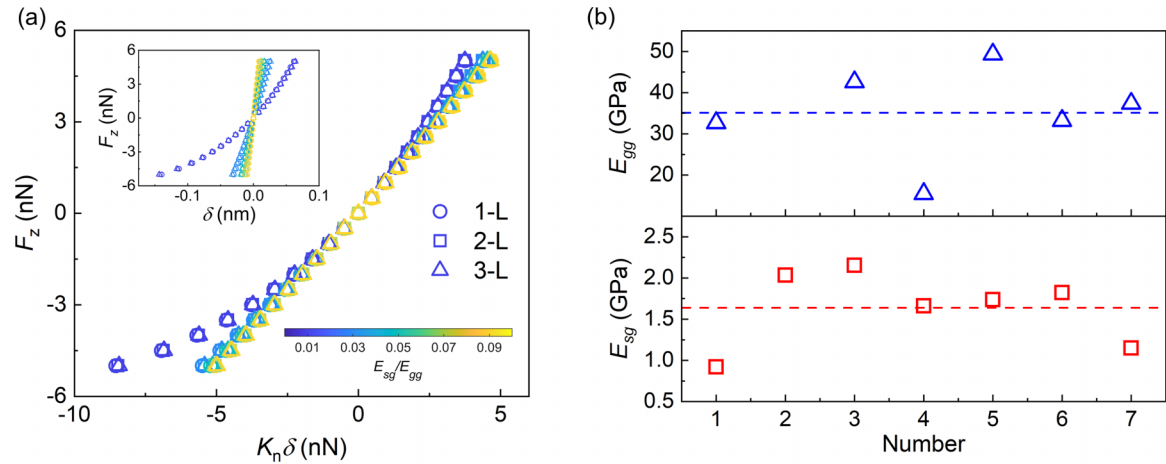 (a)
6
3
0
-3
-6
F_z (nN)
-10
-5
0
5
K_n δ (nN)
6
3
0
-3
-6
F_z (nN)
-0.1
0.0
0.1
δ (nm)
1-L
2-L
3-L
0.01 0.03 0.05 0.07 0.09
E_sg/E_gg
(b)
50
40
30
20
E_gg (GPa)
2.5
2.0
1.5
1.0
0.5
E_sg (GPa)
1 2 3 4 5 6 7
Number